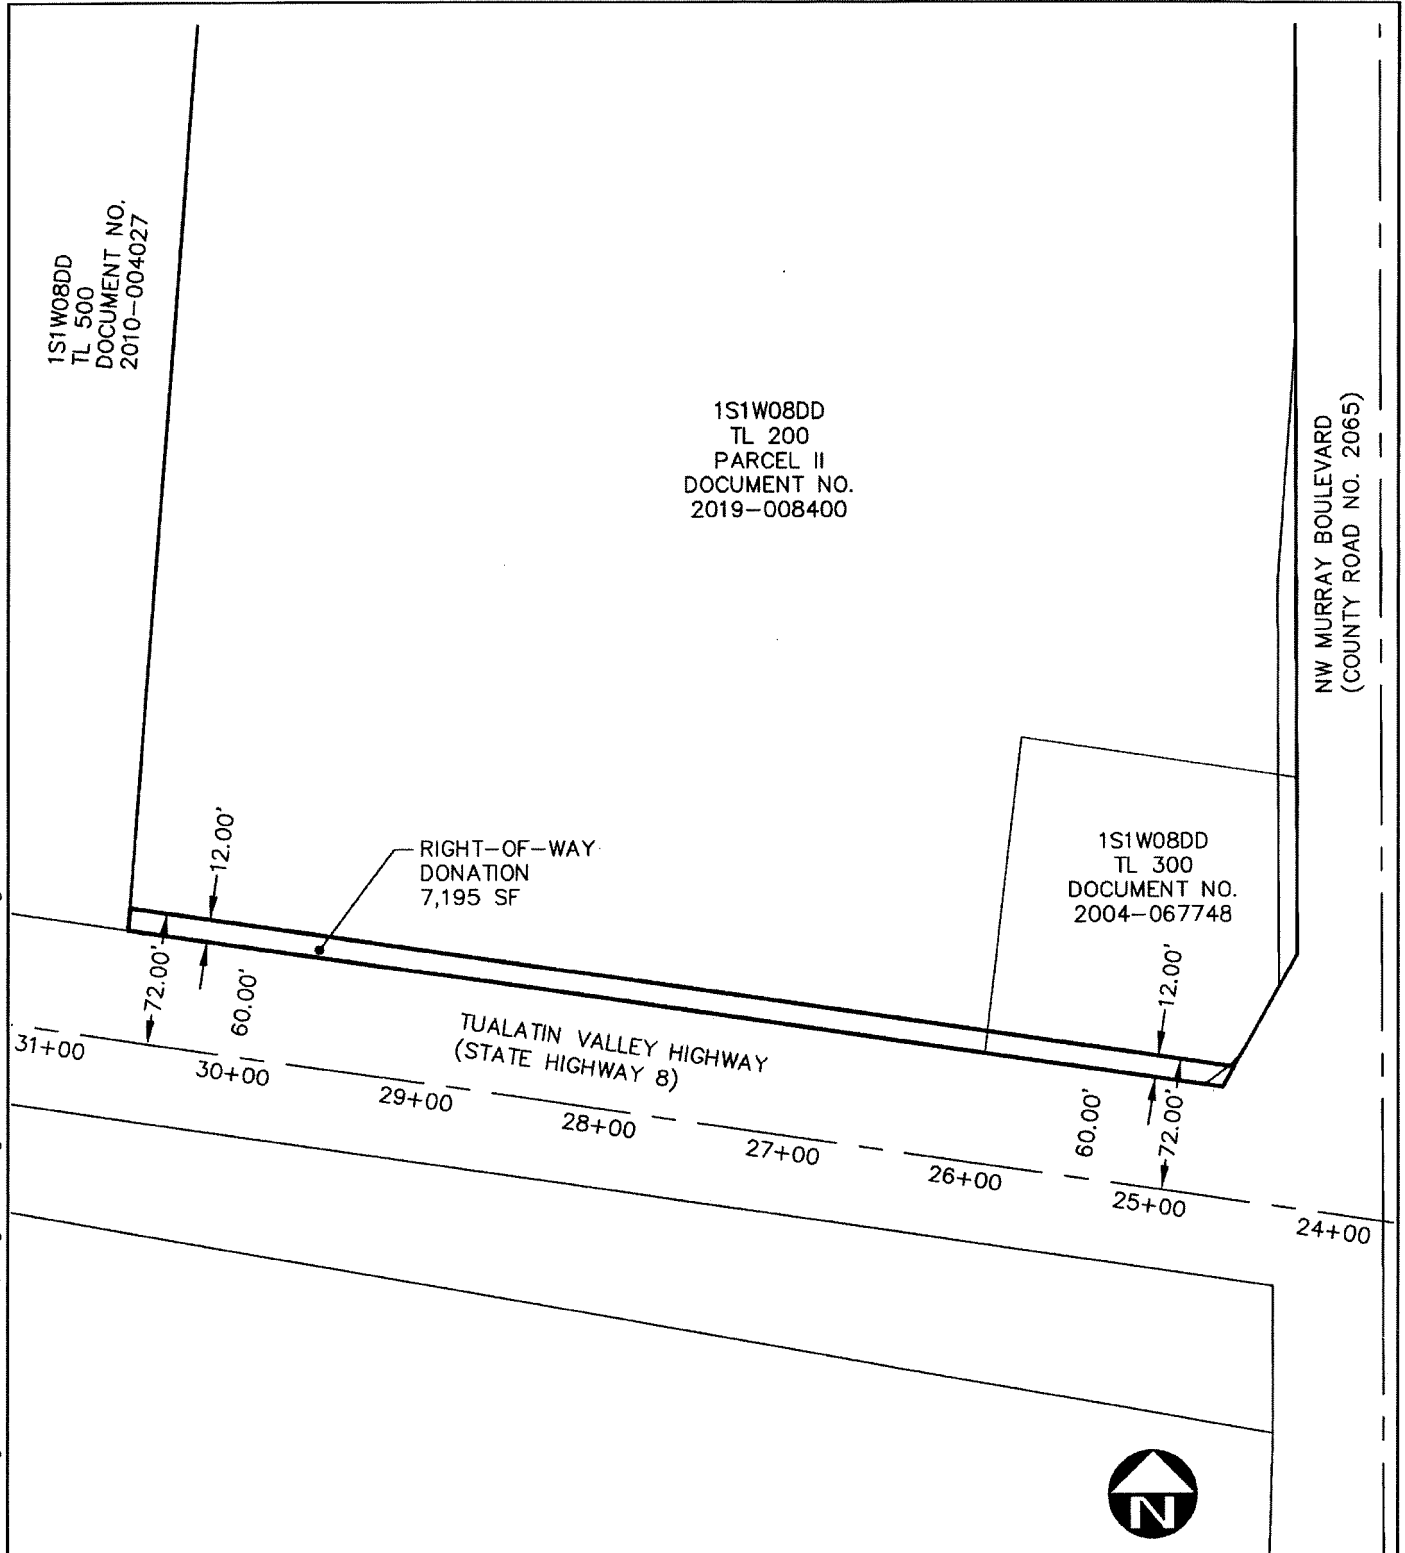 1S1W08DD
TL 500
DOCUMENT NO.
2010-004027
1S1W08DD
TL 200
PARCEL II
DOCUMENT NO.
2019-008400
NW MURRAY BOULEVARD
(COUNTY ROAD NO. 2065)
1S1W08DD
TL 300
DOCUMENT NO.
2004-067748
12.00'
RIGHT-OF-WAY
DONATION
7,195 SF
72.00'
60.00'
12.00'
TUALATIN VALLEY HIGHWAY
(STATE HIGHWAY 8)
60.00'
72.00'
31+00
30+00
29+00
28+00
27+00
26+00
25+00
24+00
N